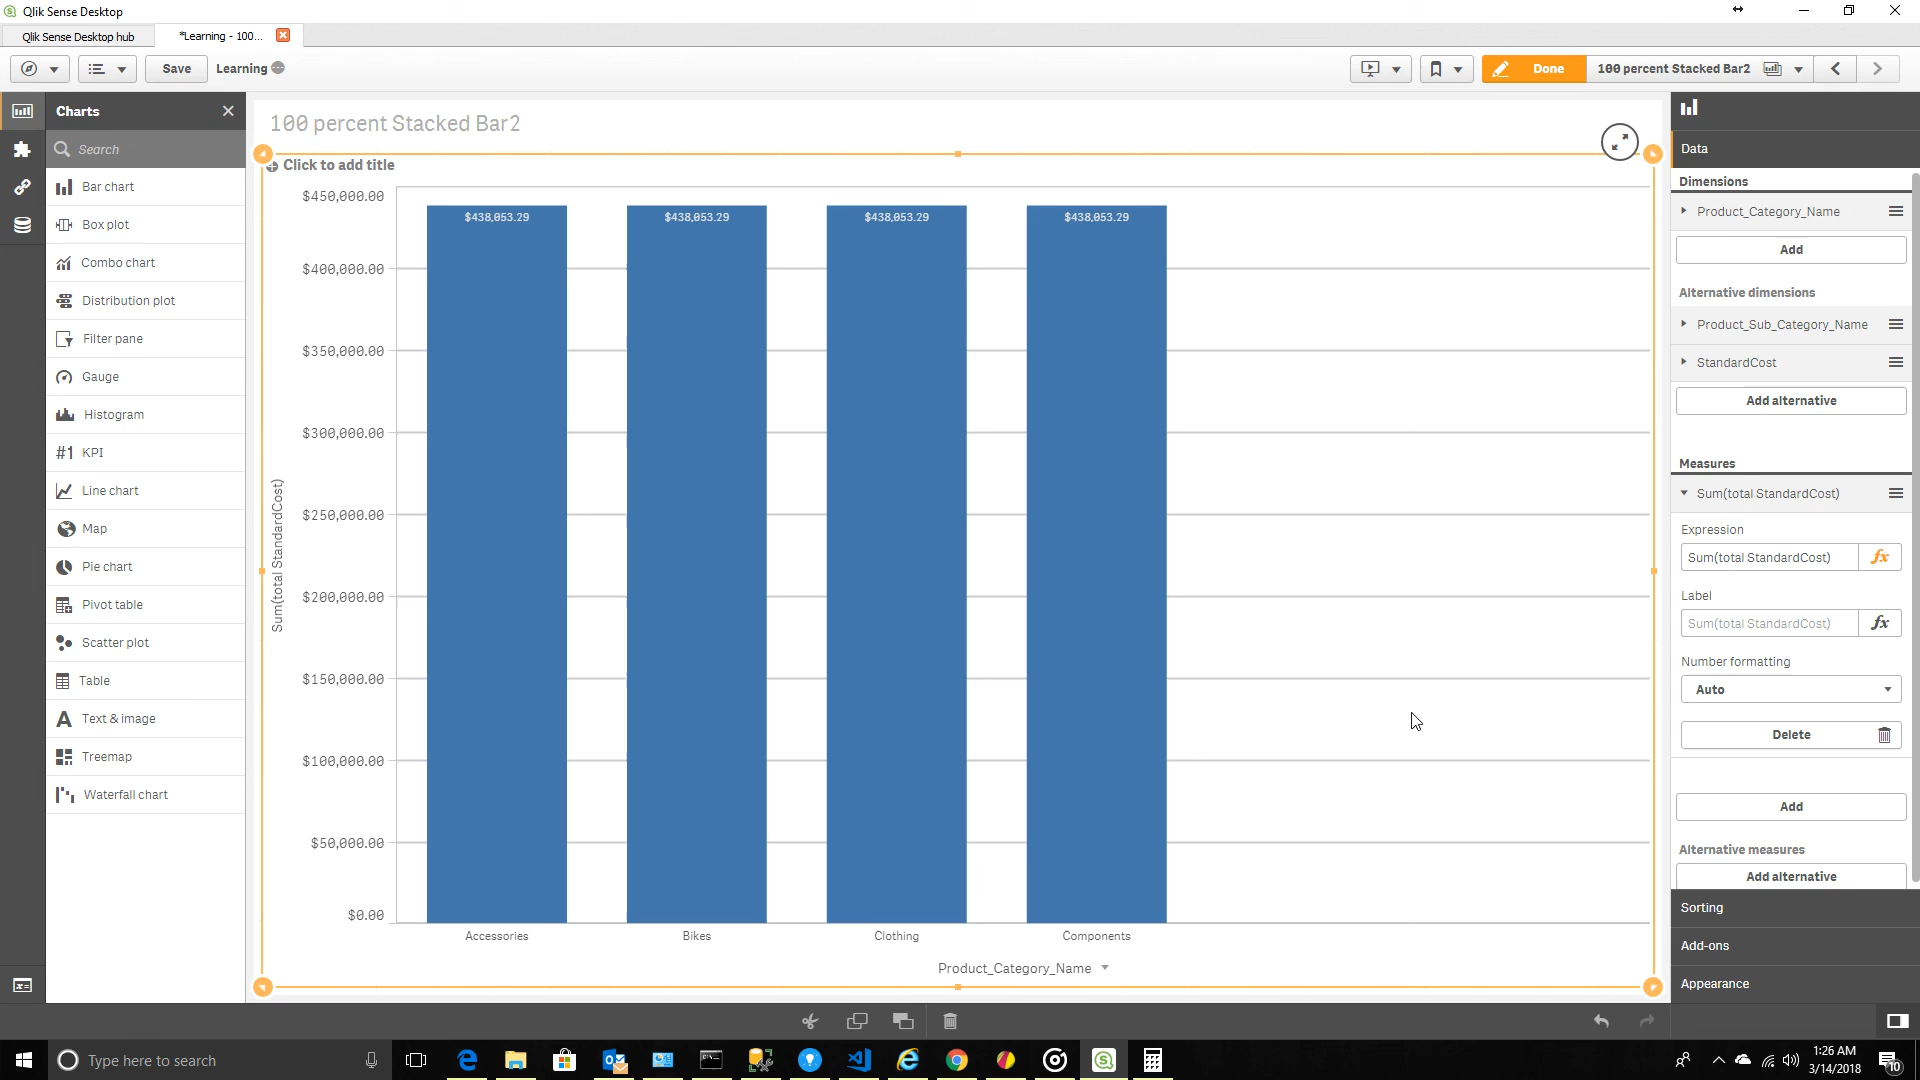 Qlik Sense Desktop
Qlik Sense Desktop hub
*Learning - 100...
Save
Learning
Done
100 percent Stacked Bar2
Charts
Search
Bar chart
Box plot
Combo chart
Distribution plot
Filter pane
Gauge
Histogram
#1 KPI
Line chart
Map
Pie chart
Pivot table
Scatter plot
Table
A Text & image
Treemap
Waterfall chart
100 percent Stacked Bar2
Click to add title
Sum(total StandardCost)
$450,000.00
$400,000.00
$350,000.00
$300,000.00
$250,000.00
$200,000.00
$150,000.00
$100,000.00
$50,000.00
$0.00
$438,053.29
$438,053.29
$438,053.29
$438,053.29
Accessories
Bikes
Clothing
Components
Product_Category_Name
Data
Dimensions
Product_Category_Name
Add
Alternative dimensions
Product_Sub_Category_Name
StandardCost
Add alternative
Measures
Sum(total StandardCost)
Expression
Sum(total StandardCost)
fx
Label
Sum(total StandardCost)
fx
Number formatting
Auto
Delete
Add
Alternative measures
Add alternative
Sorting
Add-ons
Appearance
Type here to search
1:26 AM
3/14/2018
10